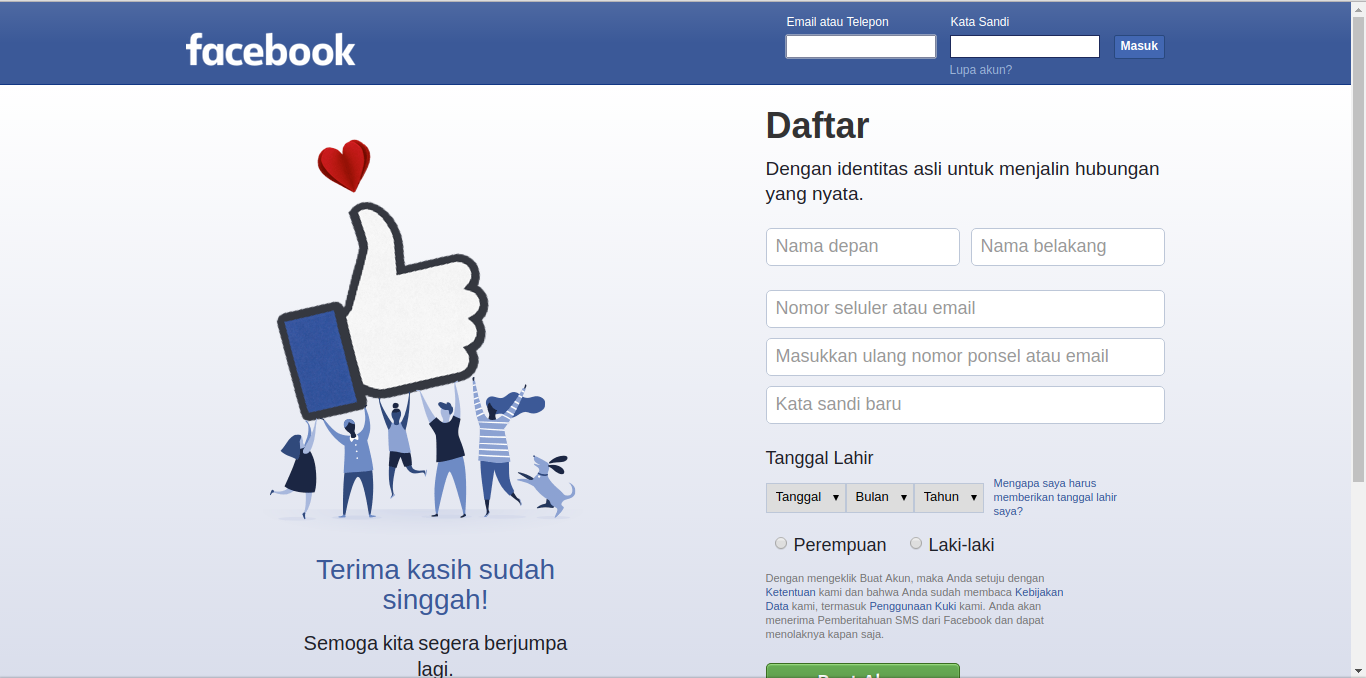 facebook
Email atau Telepon
Kata Sandi
Masuk
Lupa akun?
Daftar
Dengan identitas asli untuk menjalin hubungan
yang nyata.
Nama depan
Nama belakang
Nomor seluler atau email
Masukkan ulang nomor ponsel atau email
Kata sandi baru
Tanggal Lahir
Tanggal
Bulan
Tahun
Mengapa saya harus
memberikan tanggal lahir
saya?
Perempuan
Laki-laki
Dengan mengeklik Buat Akun, maka Anda setuju dengan
Ketentuan kami dan bahwa Anda sudah membaca Kebijakan
Data kami, termasuk Penggunaan Kuki kami. Anda akan
menerima Pemberitahuan SMS dari Facebook dan dapat
menolaknya kapan saja.
Terima kasih sudah
singgah!
Semoga kita segera berjumpa
lagi.